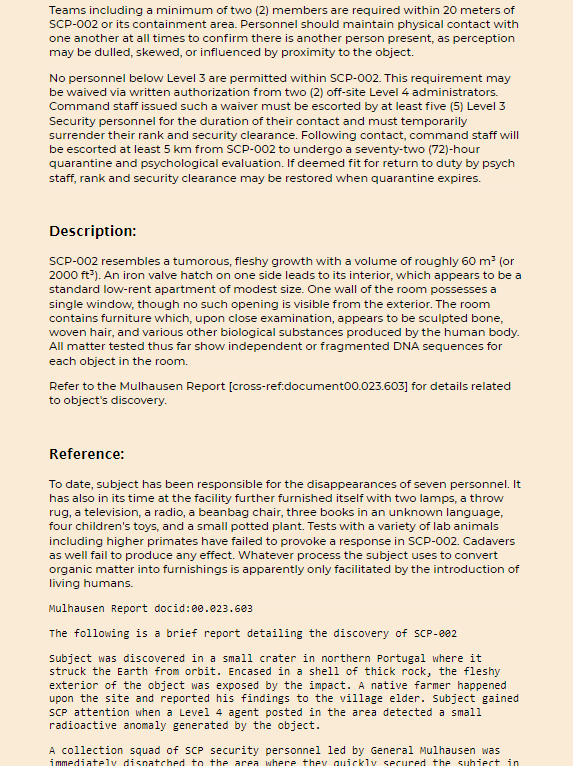 Teams including a minimum of two (2) members are required within 20 meters of
SCP-002 or its containment area. Personnel should maintain physical contact with
one another at all times to confirm there is another person present, as perception
may be dulled, skewed, or influenced by proximity to the object.
No personnel below Level 3 are permitted within SCP-002. This requirement may
be waived via written authorization from two (2) off-site Level 4 administrators.
Command staff issued such a waiver must be escorted by at least five (5) Level 3
Security personnel for the duration of their contact and must temporarily
surrender their rank and security clearance. Following contact, command staff will
be escorted at least 5 km from SCP-002 to undergo a seventy-two (72)-hour
quarantine and psychological evaluation. If deemed fit for return to duty by psych
staff, rank and security clearance may be restored when quarantine expires.
Description:
SCP-002 resembles a tumorous, fleshy growth with a volume of roughly 60 m³ (or
2000 ft³). An iron valve hatch on one side leads to its interior, which appears to be a
standard low-rent apartment of modest size. One wall of the room possesses a
single window, though no such opening is visible from the exterior. The room
contains furniture which, upon close examination, appears to be sculpted bone,
woven hair, and various other biological substances produced by the human body.
All matter tested thus far show independent or fragmented DNA sequences for
each object in the room.
Refer to the Mulhausen Report [cross-ref:document00.023.603] for details related
to object's discovery.
Reference:
To date, subject has been responsible for the disappearances of seven personnel. It
has also in its time at the facility further furnished itself with two lamps, a throw
rug, a television, a radio, a beanbag chair, three books in an unknown language,
four children's toys, and a small potted plant. Tests with a variety of lab animals
including higher primates have failed to provoke a response in SCP-002. Cadavers
as well fail to produce any effect. Whatever process the subject uses to convert
organic matter into furnishings is apparently only facilitated by the introduction of
living humans.
Mulhausen Report docid:00.023.603
The following is a brief report detailing the discovery of SCP-002
Subject was discovered in a small crater in northern Portugal where it
struck the Earth from orbit. Encased in a shell of thick rock, the fleshy
exterior of the object was exposed by the impact. A native farmer happened
upon the site and reported his findings to the village elder. Subject gained
SCP attention when a Level 4 agent posted in the area detected a small
radioactive anomaly generated by the object.
A collection squad of SCP security personnel led by General Mulhausen was
immediately dispatched to the area where they quickly secured the subject in